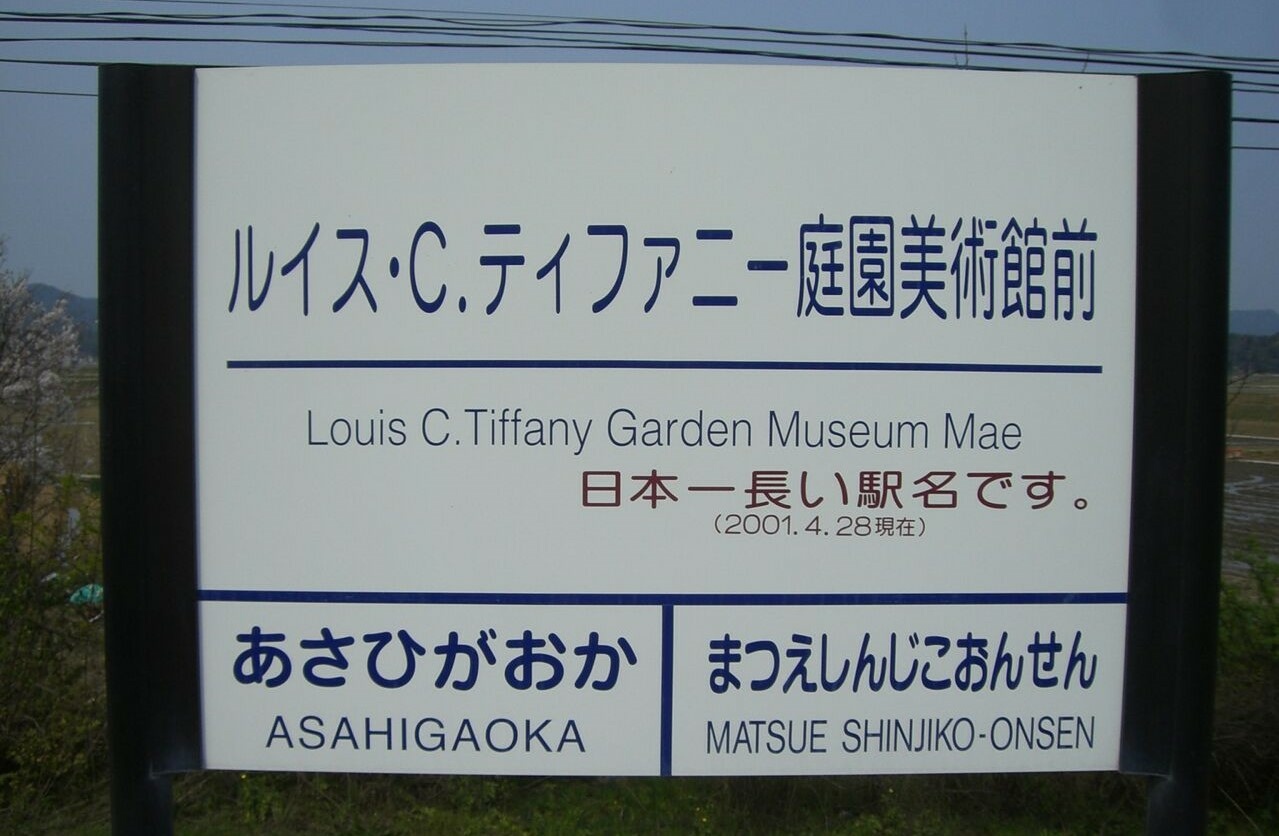 ルイス・C.ティファニー庭園美術館前
Louis C.Tiffany Garden Museum Mae
日本一長い駅名です。
(2001.4.28現在)
あさひがおか
ASAHIGAOKA
まつえしんじこおんせん
MATSUE SHINJIKO-ONSEN